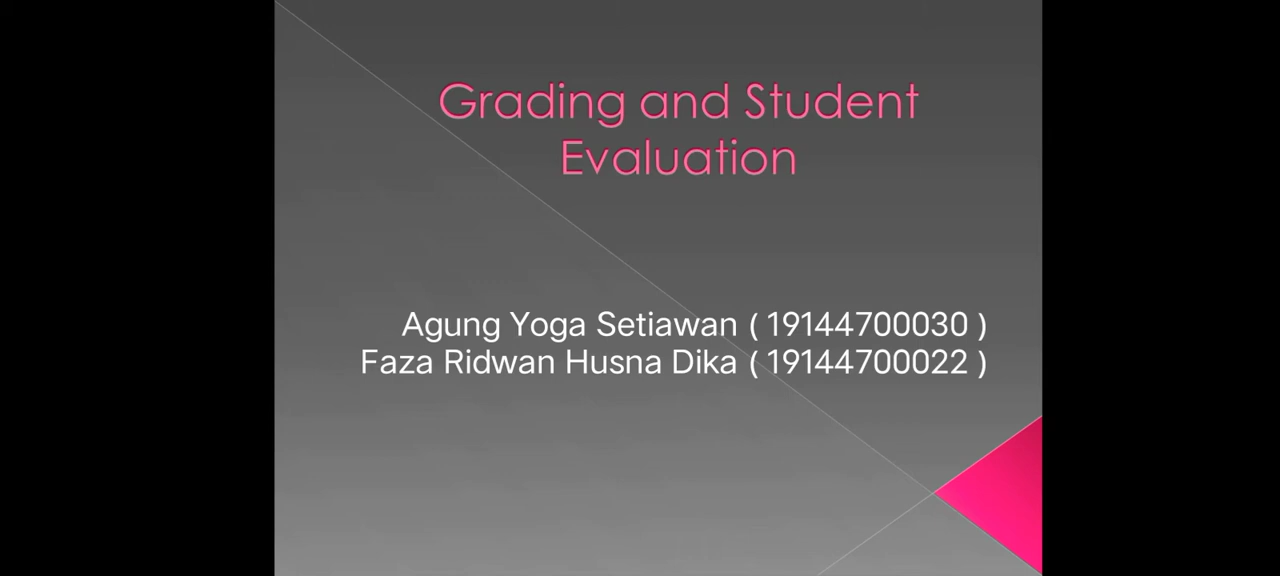 Grading and Student
Evaluation
Agung Yoga Setiawan ( 19144700030 )
Faza Ridwan Husna Dika ( 19144700022 )